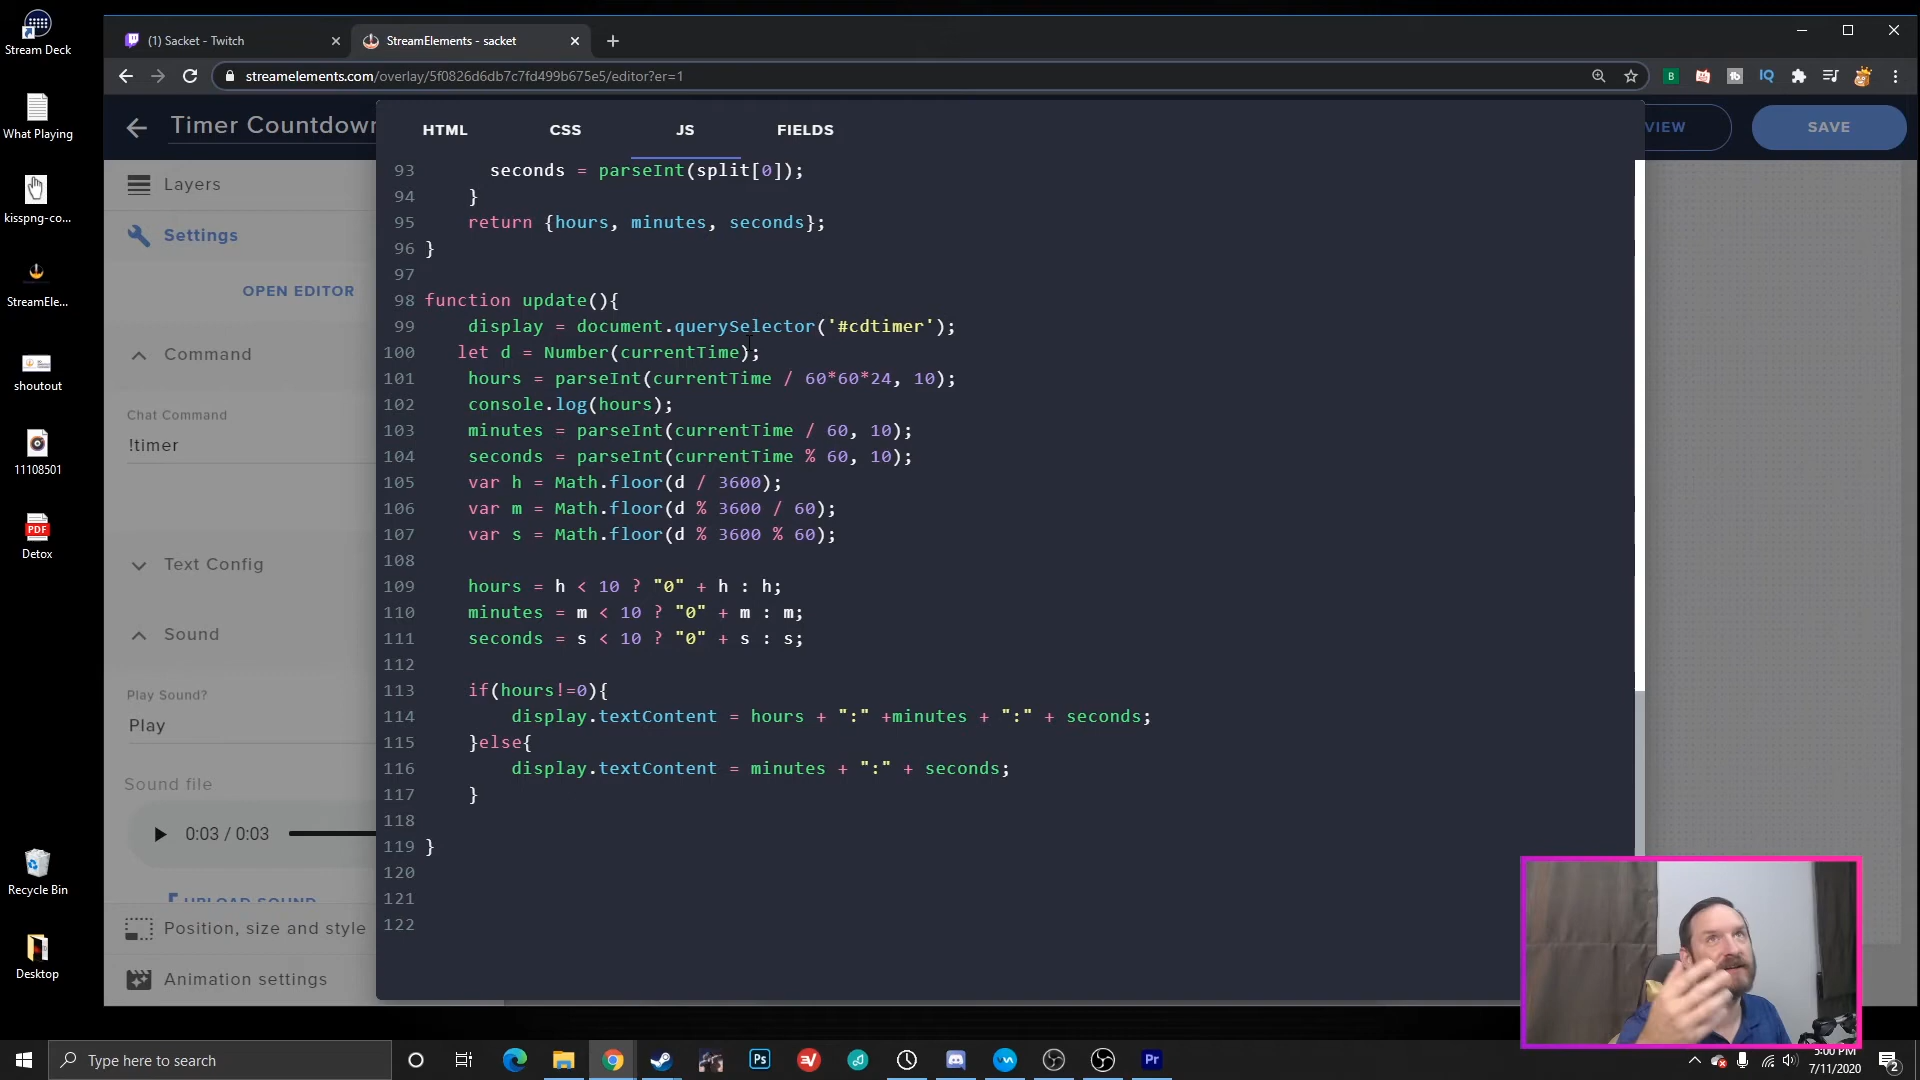 Stream Deck
What Playing
kisspng-co...
StreamEle...
shoutout
11108501
Detox
Recycle Bin
Desktop
(1) Sacket - Twitch
StreamElements - sacket
streamelements.com/overlay/5f0826d6db7c7fd499b675e5/editor?er=1
Timer Countdown
SAVE
Layers
Settings
OPEN EDITOR
Command
Chat Command
!timer
Text Config
Sound
Play Sound?
Play
Sound file
0:03 / 0:03
UPLOAD SOUND
Position, size and style
Animation settings
HTML CSS JS FIELDS
93 seconds = parseInt(split[0]);
94 }
95 return {hours, minutes, seconds};
96 }
97
98 function update(){
99 display = document.querySelector('#cdtimer');
100 let d = Number(currentTime);
101 hours = parseInt(currentTime / 60*60*24, 10);
102 console.log(hours);
103 minutes = parseInt(currentTime / 60, 10);
104 seconds = parseInt(currentTime % 60, 10);
105 var h = Math.floor(d / 3600);
106 var m = Math.floor(d % 3600 / 60);
107 var s = Math.floor(d % 3600 % 60);
108
109 hours = h < 10 ? "0" + h : h;
110 minutes = m < 10 ? "0" + m : m;
111 seconds = s < 10 ? "0" + s : s;
112
113 if(hours!=0){
114 display.textContent = hours + ":" +minutes + ":" + seconds;
115 }else{
116 display.textContent = minutes + ":" + seconds;
117 }
118
119 }
120
121
122
Type here to search
5:00 PM
7/11/2020